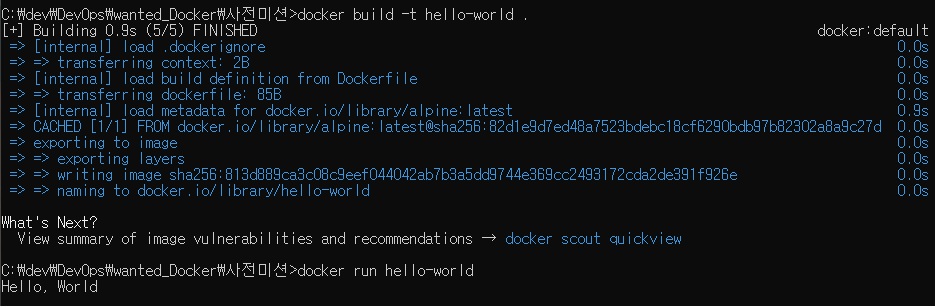 C:\dev\DevOps\wanted_Docker\사전미션>docker build -t hello-world .
[+] Building 0.9s (5/5) FINISHED docker:default
=> [internal] load .dockerignore 0.0s
=> => transferring context: 2B 0.0s
=> [internal] load build definition from Dockerfile 0.0s
=> => transferring dockerfile: 85B 0.0s
=> [internal] load metadata for docker.io/library/alpine:latest 0.9s
=> CACHED [1/1] FROM docker.io/library/alpine:latest@sha256:82d1e9d7ed48a7523bdebc18cf6290bdb97b82302a8a9c27d 0.0s
=> exporting to image 0.0s
=> => exporting layers 0.0s
=> => writing image sha256:813d889ca3c08c9eef044042ab7b3a5dd9744e369cc2493172cda2de391f926e 0.0s
=> => naming to docker.io/library/hello-world 0.0s
What's Next?
View summary of image vulnerabilities and recommendations → docker scout quickview
C:\dev\DevOps\wanted_Docker\사전미션>docker run hello-world
Hello, World